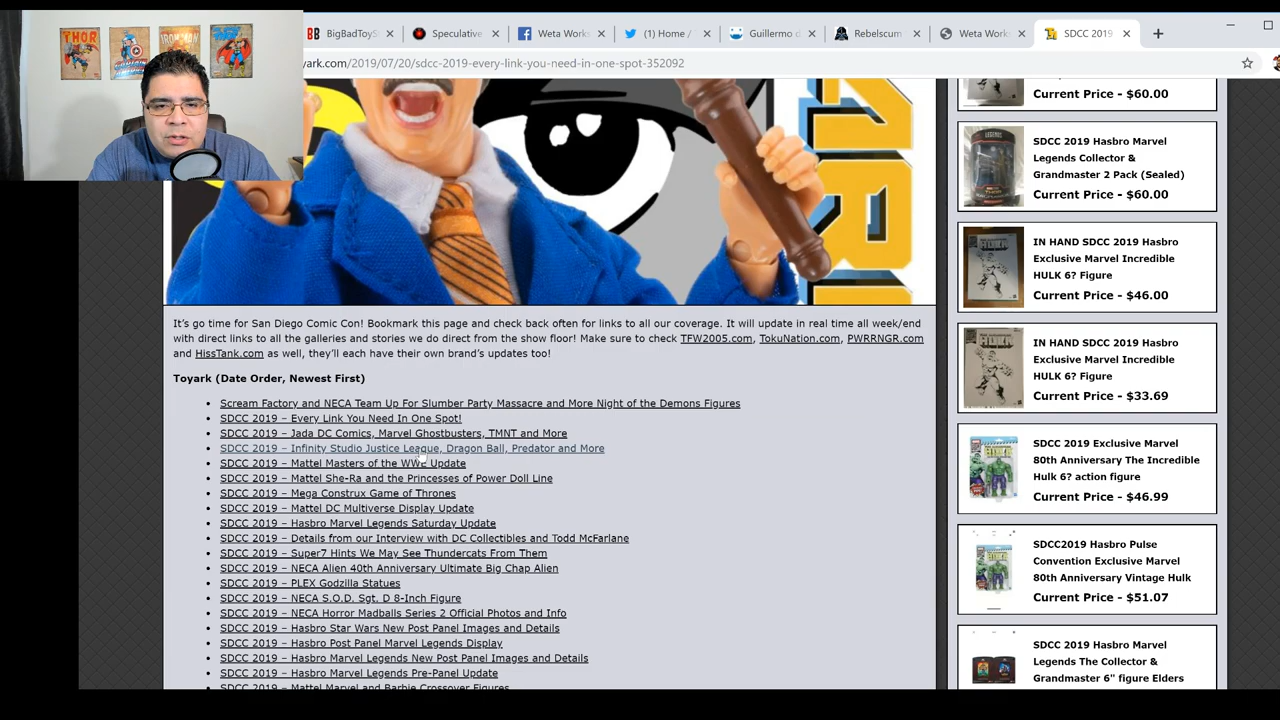 THOR
IRON MAN
BB BigBadToySt
Speculative
Weta Work
(1) Home /
Guillermo d
Rebelscum
Weta Work
SDCC 2019
yark.com/2019/07/20/sdcc-2019-every-link-you-need-in-one-spot-352092
It's go time for San Diego Comic Con! Bookmark this page and check back often for links to all our coverage. It will update in real time all week/end
with direct links to all the galleries and stories we do direct from the show floor! Make sure to check TFW2005.com, TokuNation.com, PWRRNGR.com
and HissTank.com as well, they'll each have their own brand's updates too!
Toyark (Date Order, Newest First)
Scream Factory and NECA Team Up For Slumber Party Massacre and More Night of the Demons Figures
SDCC 2019 – Every Link You Need In One Spot!
SDCC 2019 – Jada DC Comics, Marvel Ghostbusters, TMNT and More
SDCC 2019 – Infinity Studio Justice League, Dragon Ball, Predator and More
SDCC 2019 – Mattel Masters of the WWE Update
SDCC 2019 – Mattel She-Ra and the Princesses of Power Doll Line
SDCC 2019 – Mega Construx Game of Thrones
SDCC 2019 – Mattel DC Multiverse Display Update
SDCC 2019 – Hasbro Marvel Legends Saturday Update
SDCC 2019 – Details from our Interview with DC Collectibles and Todd McFarlane
SDCC 2019 – Super7 Hints We May See Thundercats From Them
SDCC 2019 – NECA Alien 40th Anniversary Ultimate Big Chap Alien
SDCC 2019 – PLEX Godzilla Statues
SDCC 2019 – NECA S.O.D. Sgt. D 8-Inch Figure
SDCC 2019 – NECA Horror Madballs Series 2 Official Photos and Info
SDCC 2019 – Hasbro Star Wars New Post Panel Images and Details
SDCC 2019 – Hasbro Post Panel Marvel Legends Display
SDCC 2019 – Hasbro Marvel Legends New Post Panel Images and Details
SDCC 2019 – Hasbro Marvel Legends Pre-Panel Update
SDCC 2019 – Mattel Marvel and Barbie Crossover Figures
Current Price - $60.00
SDCC 2019 Hasbro Marvel
Legends Collector &
Grandmaster 2 Pack (Sealed)
Current Price - $60.00
IN HAND SDCC 2019 Hasbro
Exclusive Marvel Incredible
HULK 6? Figure
Current Price - $46.00
IN HAND SDCC 2019 Hasbro
Exclusive Marvel Incredible
HULK 6? Figure
Current Price - $33.69
SDCC 2019 Exclusive Marvel
80th Anniversary The Incredible
Hulk 6? action figure
Current Price - $46.99
SDCC2019 Hasbro Pulse
Convention Exclusive Marvel
80th Anniversary Vintage Hulk
Current Price - $51.07
SDCC 2019 Hasbro Marvel
Legends The Collector &
Grandmaster 6" figure Elders